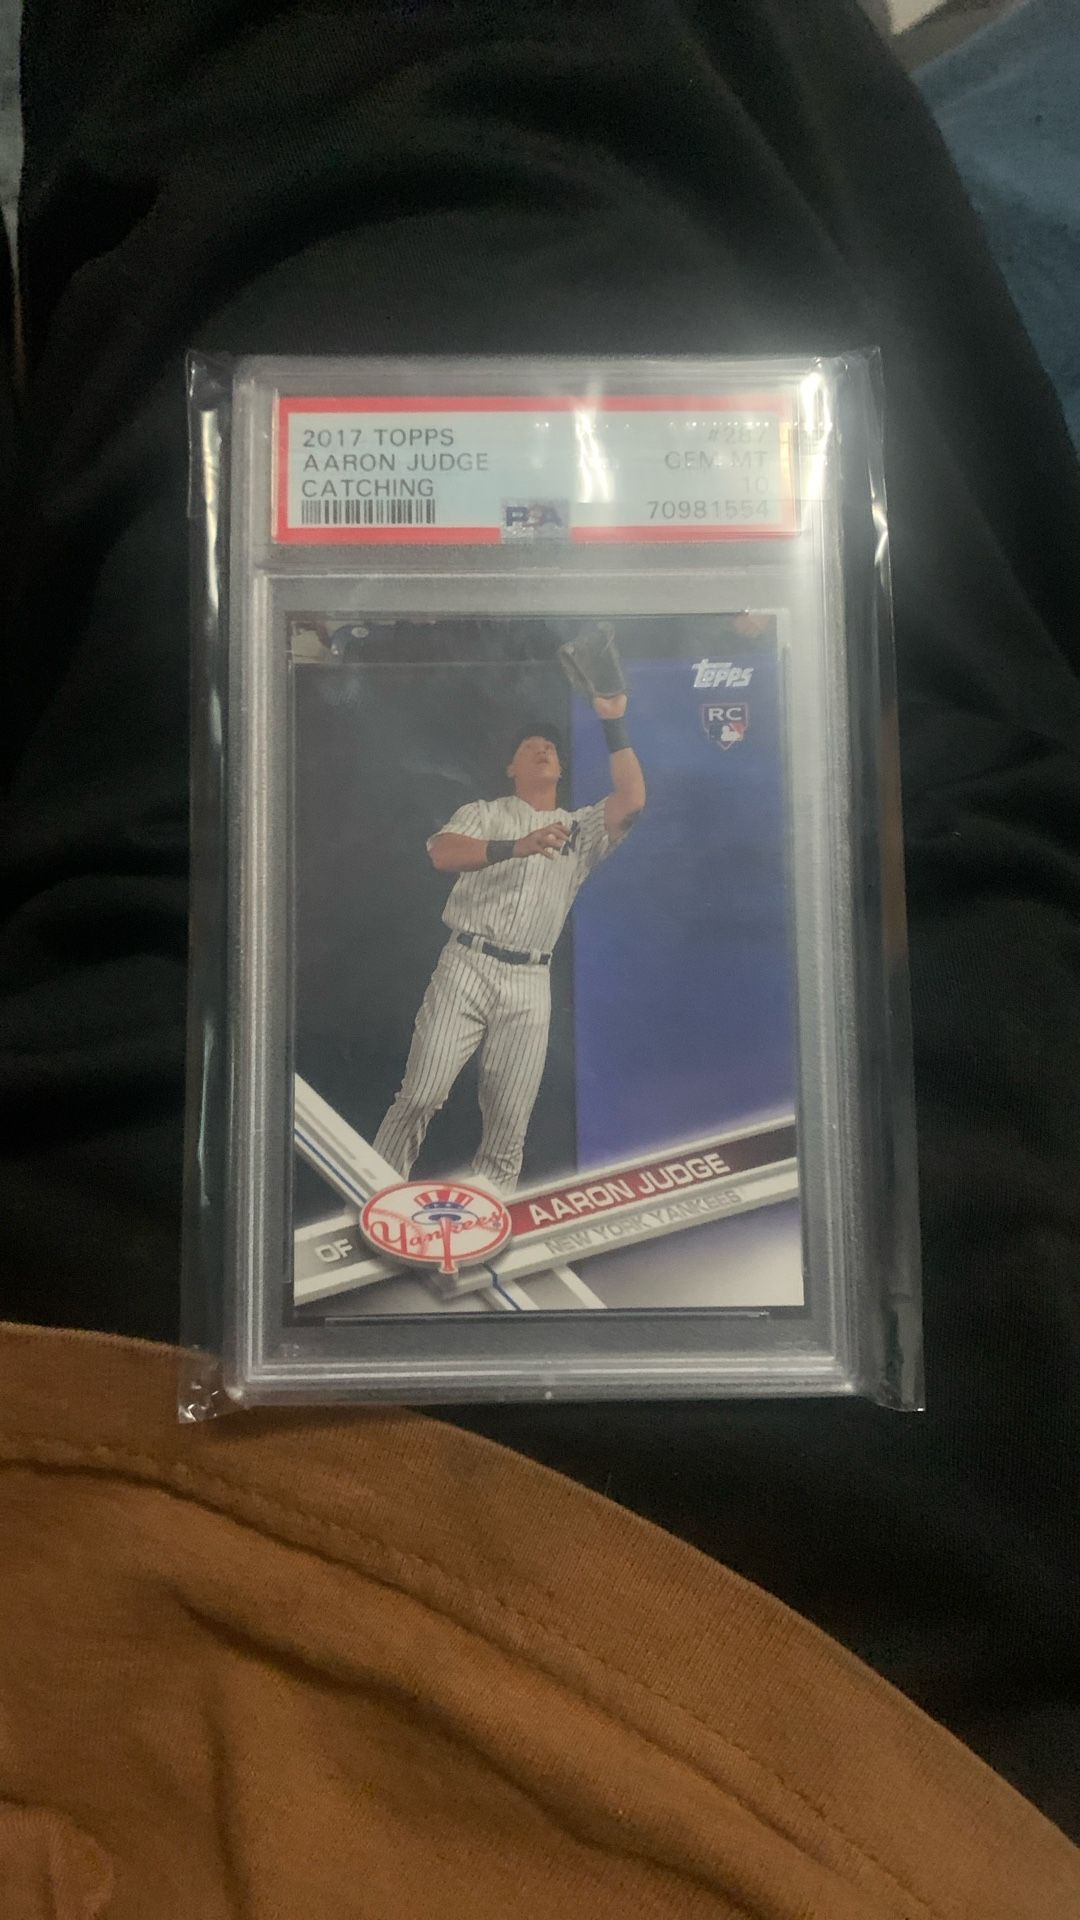 2017 TOPPS #287
AARON JUDGE GEM MT
CATCHING 10
PSA 70981554
Topps
RC
AARON JUDGE
NEW YORK YANKEES
OF Yankees